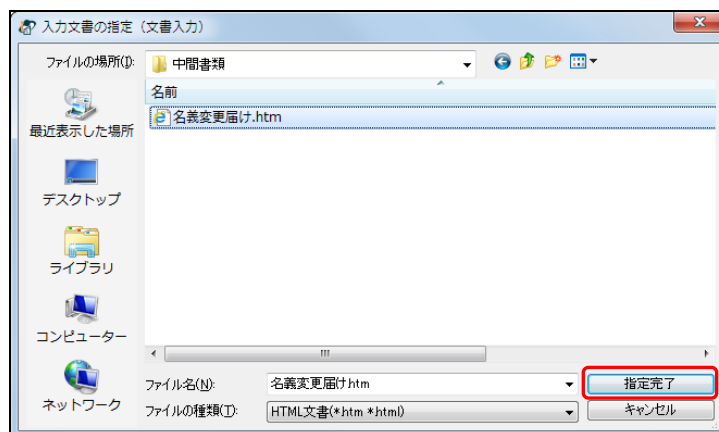 入力文書の指定（文書入力）
ファイルの場所(I):
中間書類
最近表示した場所
デスクトップ
ライブラリ
コンピューター
ネットワーク
名前
名義変更届け.htm
ファイル名(N):
名義変更届け.htm
指定完了
ファイルの種類(T):
HTML文書(*.htm *.html)
キャンセル